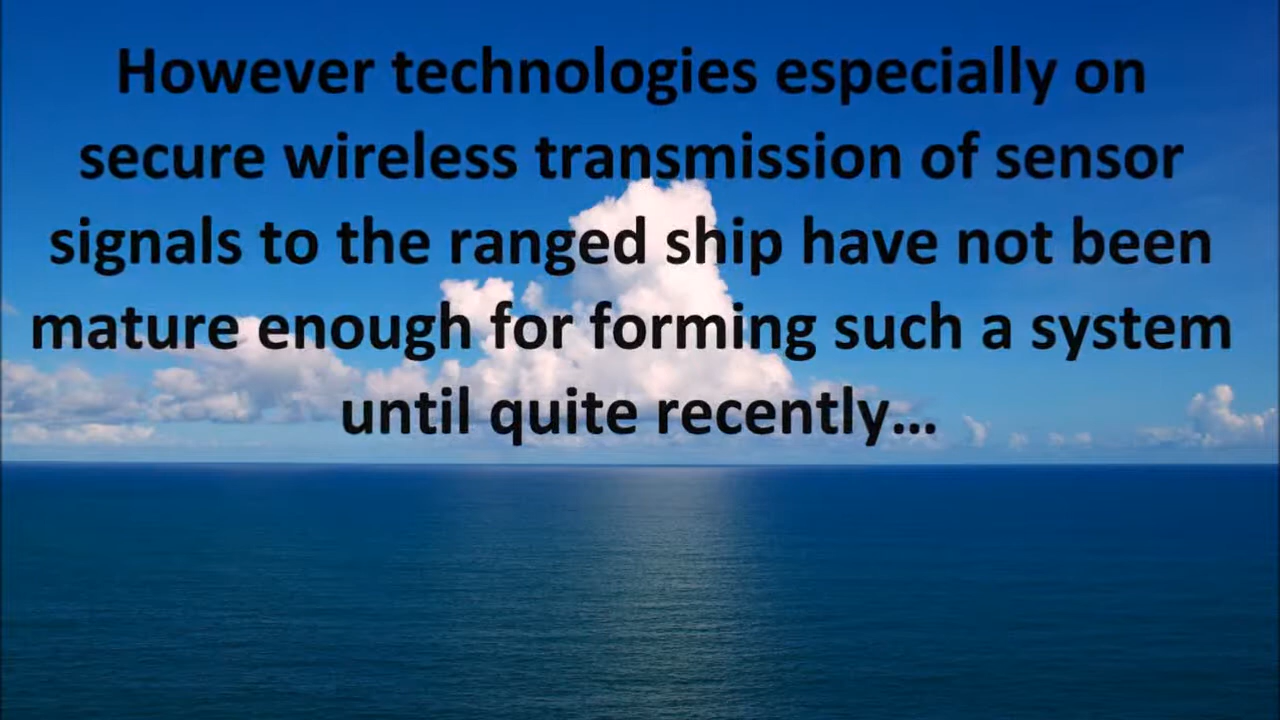 However technologies especially on
secure wireless transmission of sensor
signals to the ranged ship have not been
mature enough for forming such a system
until quite recently...